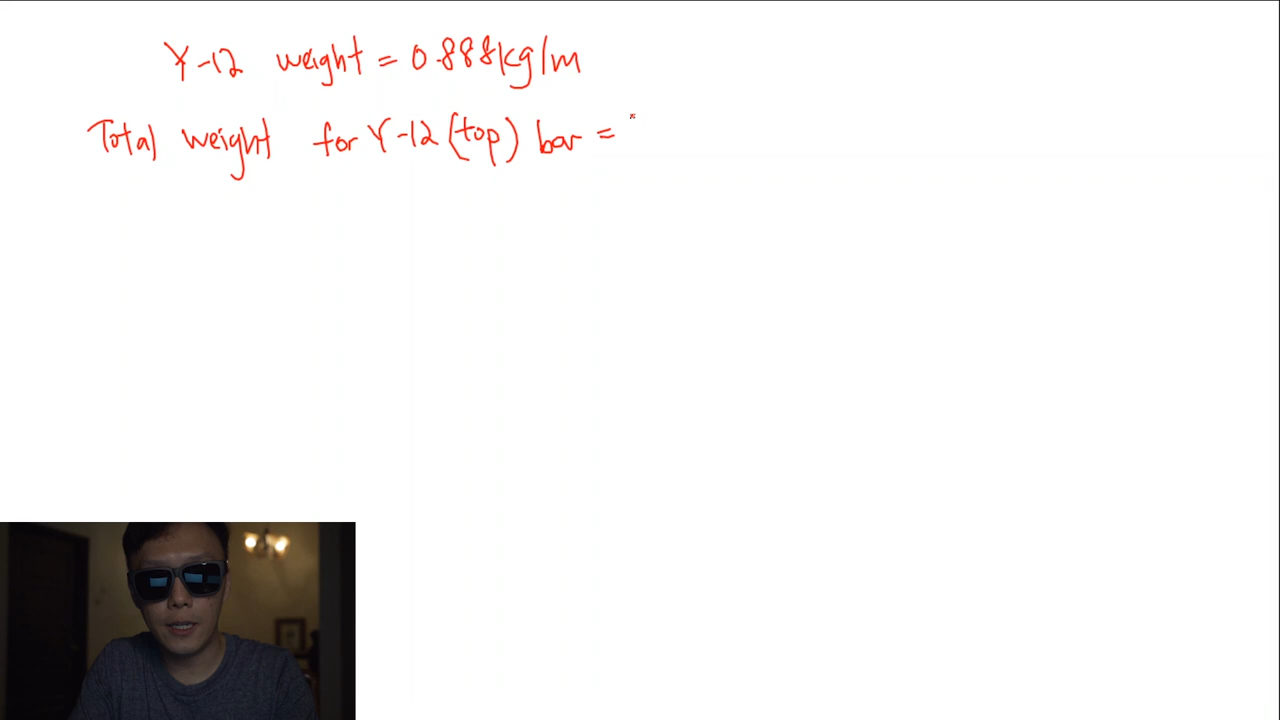 Y-12 weight = 0.888kg/m
Total weight for Y-12 (top) bar =